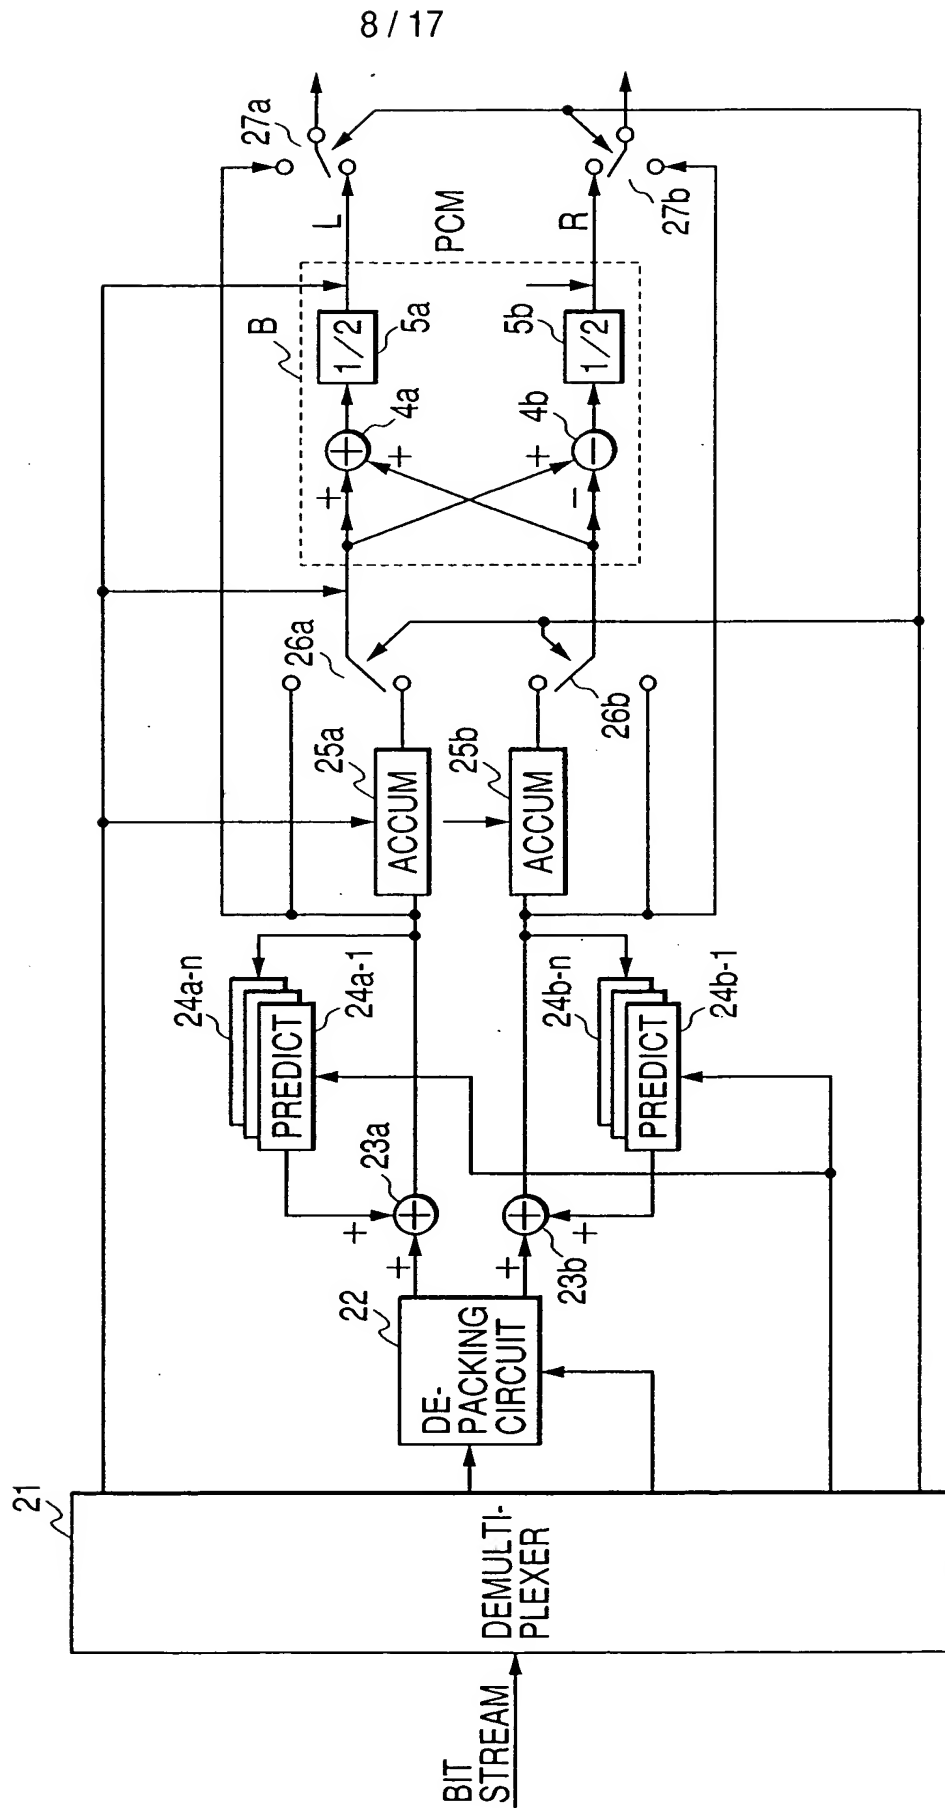 8 / 17
BIT
STREAM
21
DEMULTI-
PLEXER
22
DE-
PACKING
CIRCUIT
+
+
+
+
23a
23b
24a-n
24a-1
PREDICT
24b-n
24b-1
PREDICT
25a
ACCUM
25b
ACCUM
26a
26b
B
+
+
+
4a
1/2
5a
-
+
-
4b
1/2
5b
L
PCM
R
27a
27b